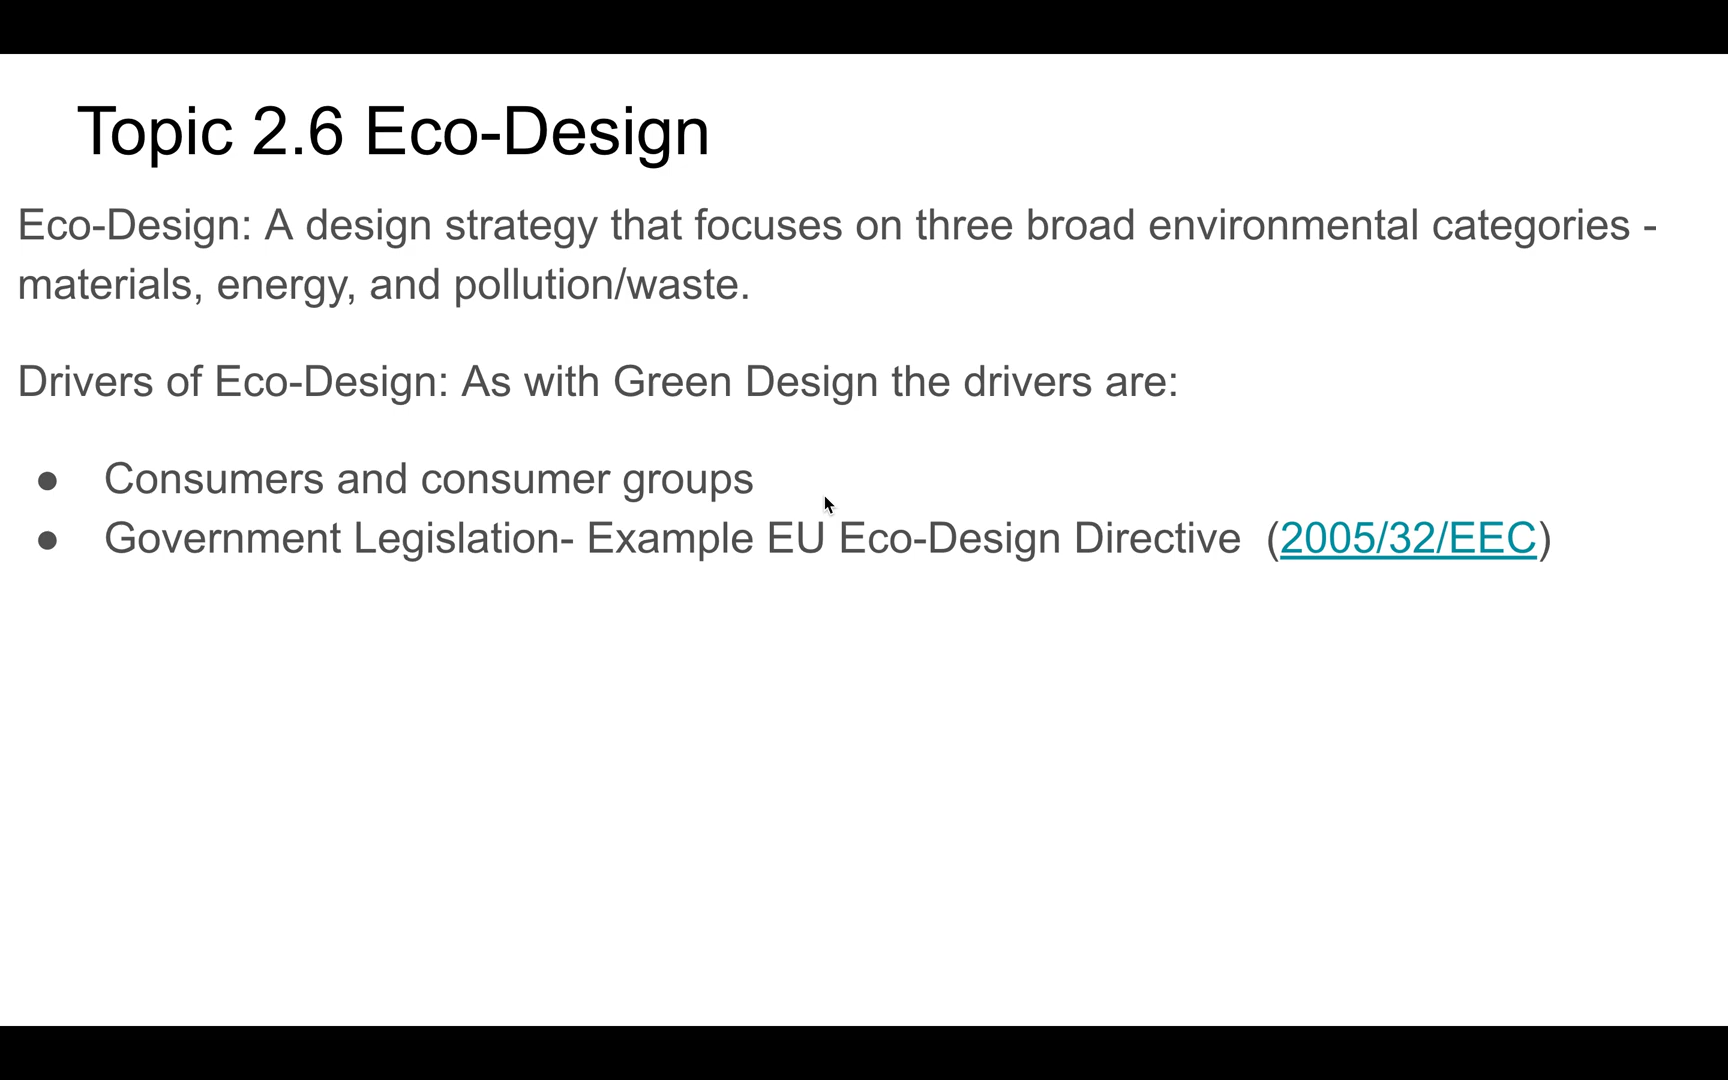 Topic 2.6 Eco-Design
Eco-Design: A design strategy that focuses on three broad environmental categories -
materials, energy, and pollution/waste.
Drivers of Eco-Design: As with Green Design the drivers are:
● Consumers and consumer groups
● Government Legislation- Example EU Eco-Design Directive  (2005/32/EEC)